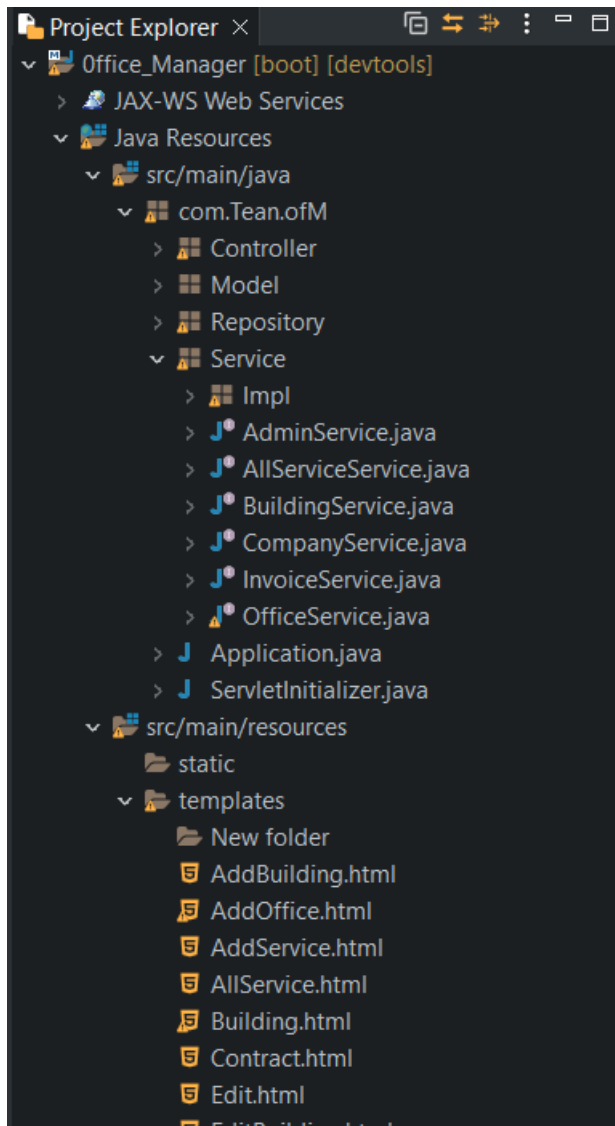 Project Explorer
0ffice_Manager [boot] [devtools]
JAX-WS Web Services
Java Resources
src/main/java
com.Tean.ofM
Controller
Model
Repository
Service
Impl
AdminService.java
AllServiceService.java
BuildingService.java
CompanyService.java
InvoiceService.java
OfficeService.java
Application.java
ServletInitializer.java
src/main/resources
static
templates
New folder
AddBuilding.html
AddOffice.html
AddService.html
AllService.html
Building.html
Contract.html
Edit.html